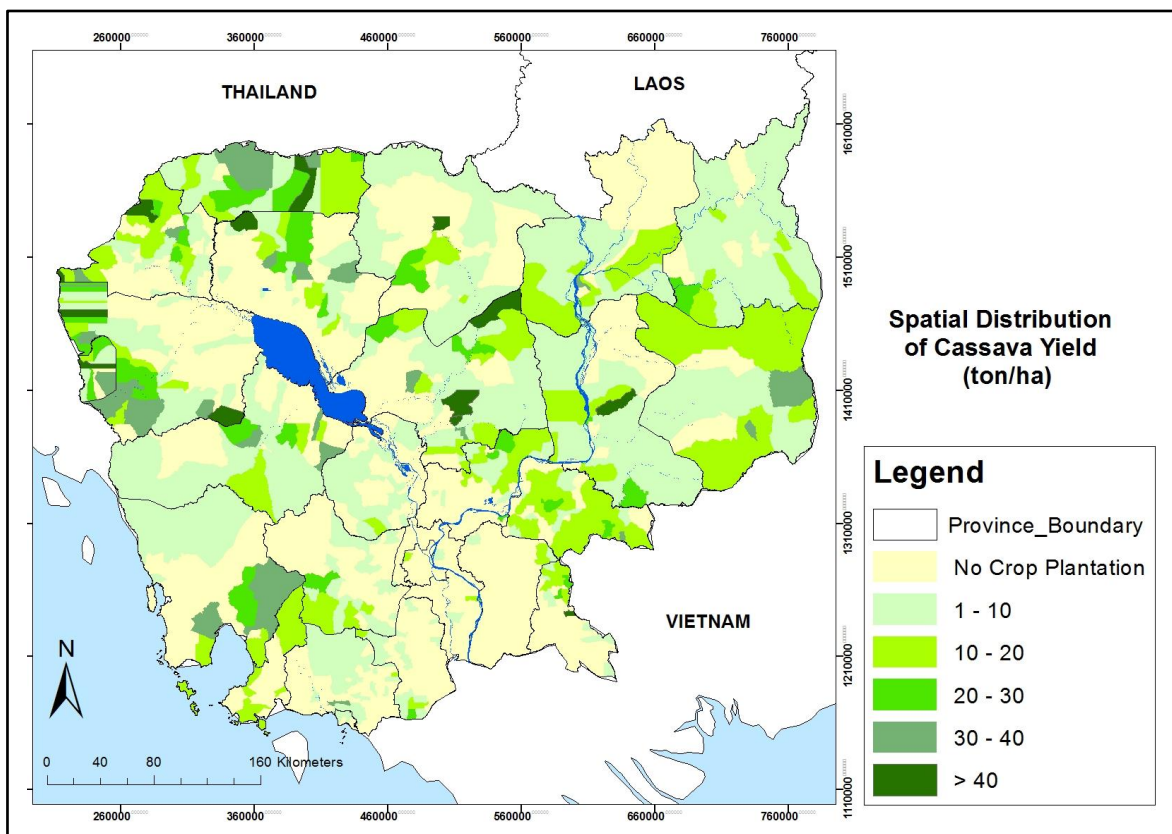 260000 360000 460000 560000 660000 760000
THAILAND
LAOS
1610000
1510000
1410000
1310000
1210000
1110000
Spatial Distribution
of Cassava Yield
(ton/ha)
VIETNAM
N
0 40 80 160 Kilometers
260000 360000 460000 560000 660000 760000
Legend
Province_Boundary
No Crop Plantation
1 - 10
10 - 20
20 - 30
30 - 40
> 40